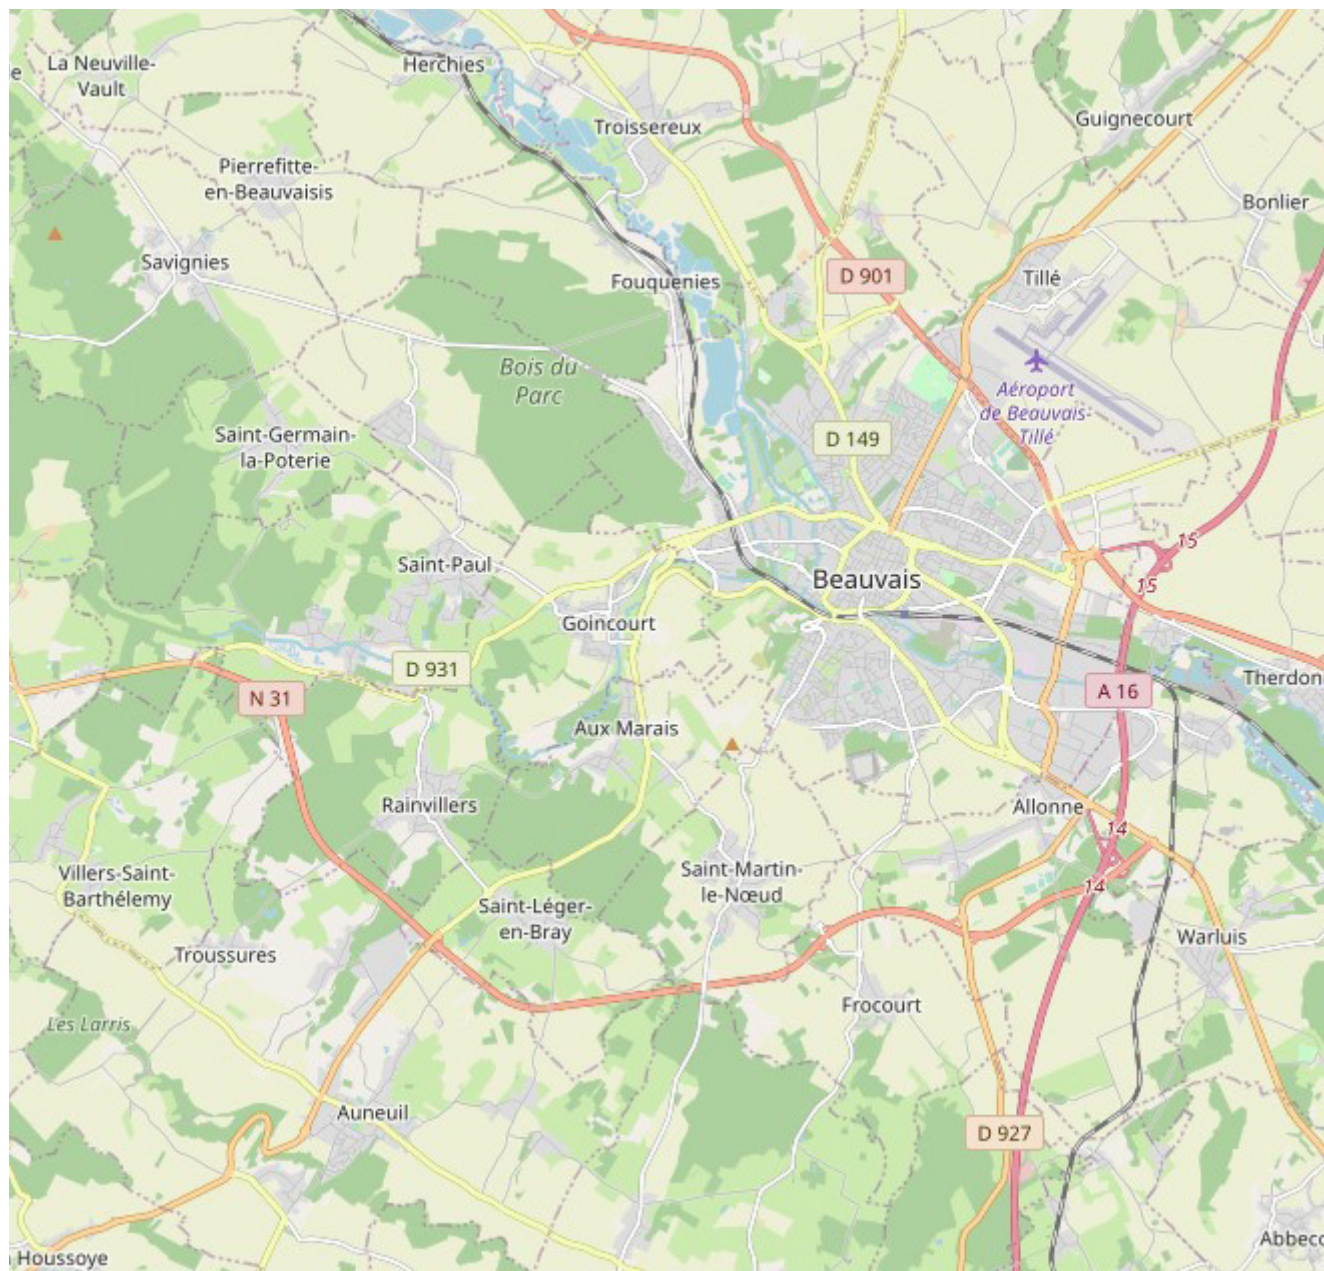 La Neuville-
Vault
Herchies
Troissereux
Guignecourt
Pierrefitte-
en-Beauvaisis
Bonlier
Savignies
Fouquenies
D 901
Tillé
Bois du
Parc
Aéroport
de Beauvais-
Tillé
Saint-Germain-
la-Poterie
D 149
15
Saint-Paul
Beauvais
15
Goincourt
D 931
Therdon
N 31
A 16
Aux Marais
Rainvillers
Allonne
14
Villers-Saint-
Barthélemy
Saint-Martin-
le-Nœud
14
Saint-Léger-
en-Bray
Troussures
Warluis
Frocourt
Les Larris
Auneuil
D 927
Abbeco
Houssoye